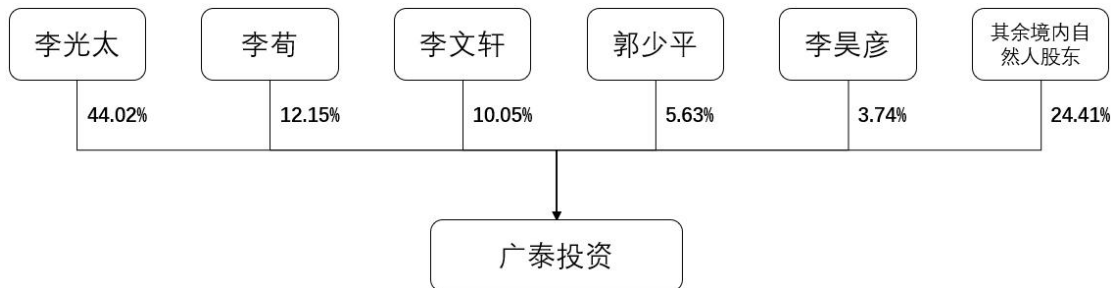 李光太
李荀
李文轩
郭少平
李昊彦
其余境内自
然人股东
44.02%
12.15%
10.05%
5.63%
3.74%
24.41%
广泰投资